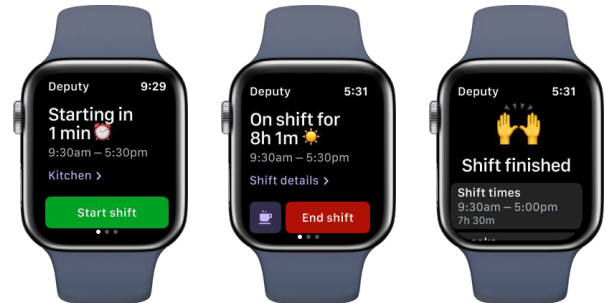 Deputy 9:29
Starting in
1 min
9:30am – 5:30pm
Kitchen >
Start shift
Deputy 5:31
On shift for
8h 1m
9:30am – 5:30pm
Shift details >
End shift
Deputy 5:31
Shift finished
Shift times
9:30am – 5:00pm
7h 30m